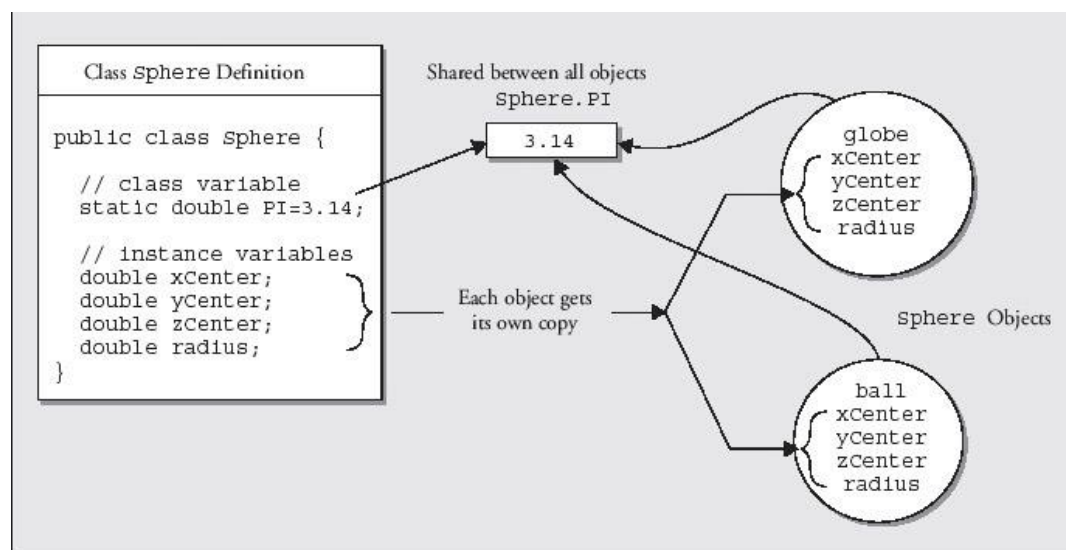 Class Sphere Definition
public class Sphere {
// class variable
static double PI=3.14;
// instance variables
double xCenter;
double yCenter;
double zCenter;
double radius;
}
Shared between all objects
Sphere.PI
3.14
Each object gets
its own copy
globe
xCenter
yCenter
zCenter
radius
Sphere Objects
ball
xCenter
yCenter
zCenter
radius